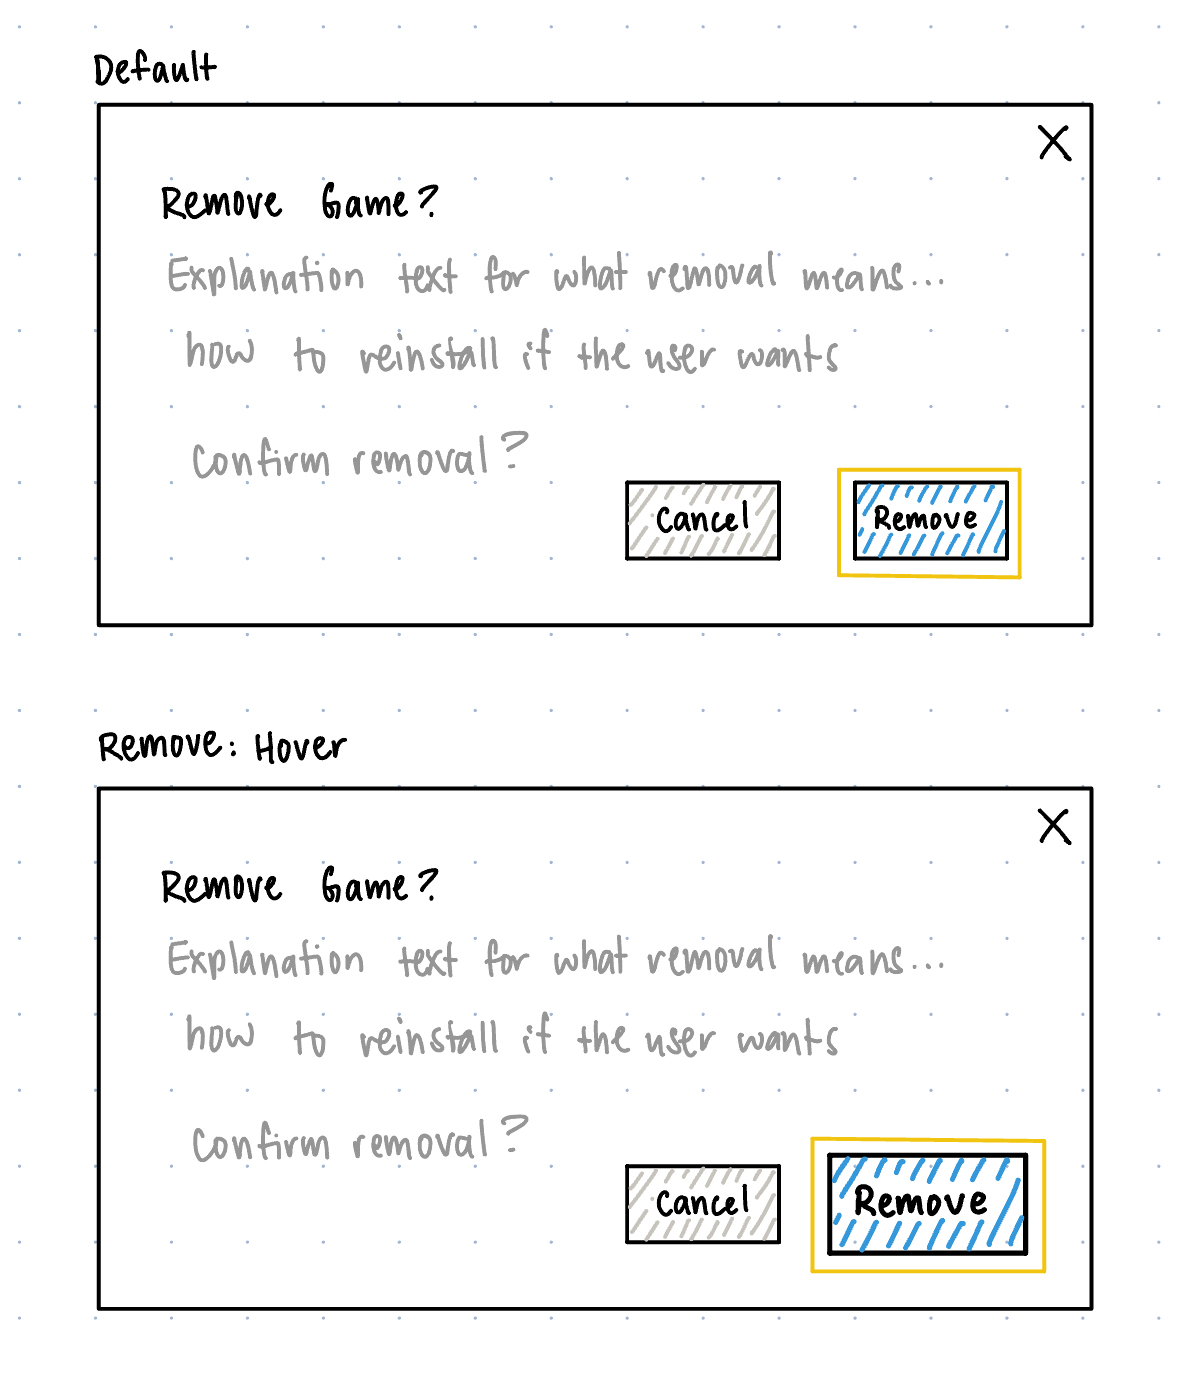 Default
X
Remove Game?
Explanation text for what removal means...
how to reinstall if the user wants
Confirm removal?
Cancel
Remove
Remove: Hover
X
Remove Game?
Explanation text for what removal means...
how to reinstall if the user wants
Confirm removal?
Cancel
Remove